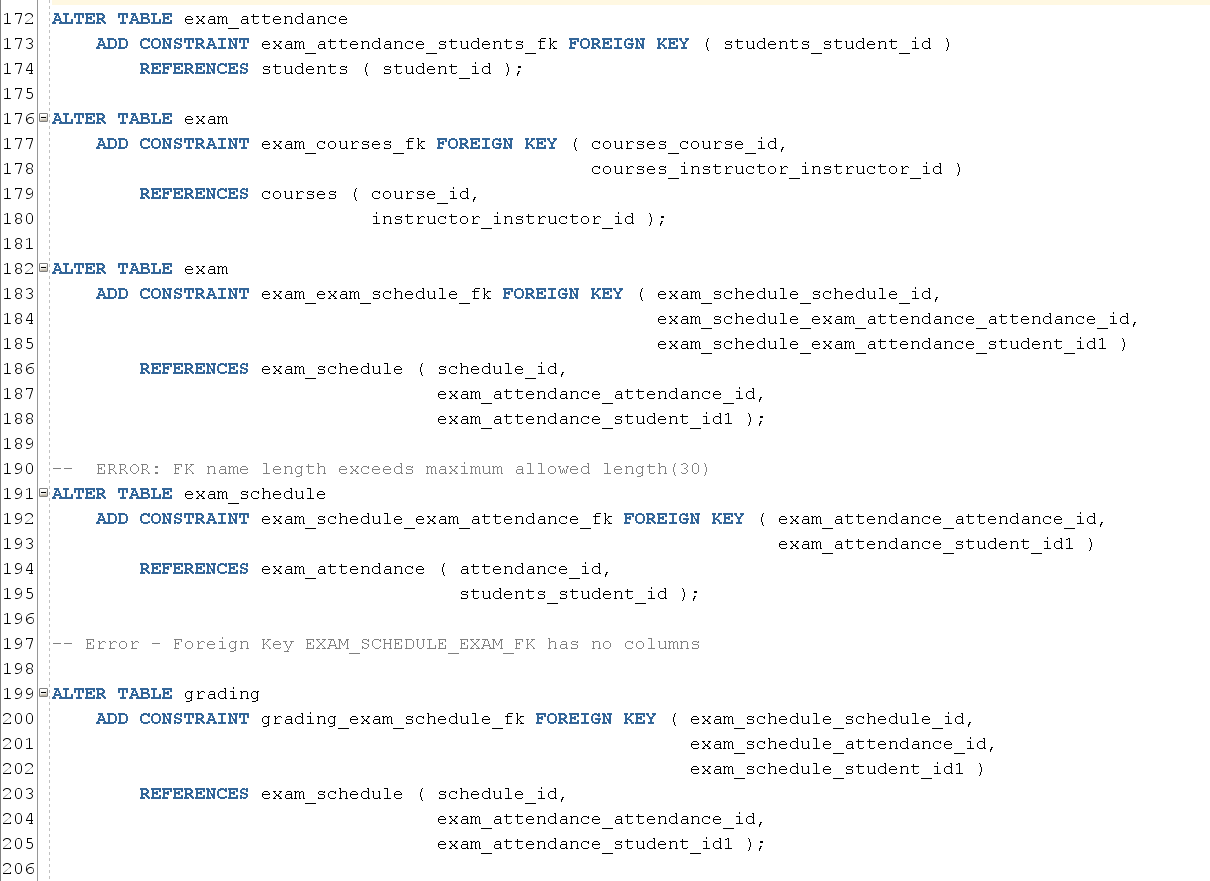 172 ALTER TABLE exam_attendance
173     ADD CONSTRAINT exam_attendance_students_fk FOREIGN KEY ( students_student_id )
174         REFERENCES students ( student_id );
175
176 ALTER TABLE exam
177     ADD CONSTRAINT exam_courses_fk FOREIGN KEY ( courses_course_id,
178                                                  courses_instructor_instructor_id )
179         REFERENCES courses ( course_id,
180                              instructor_instructor_id );
181
182 ALTER TABLE exam
183     ADD CONSTRAINT exam_exam_schedule_fk FOREIGN KEY ( exam_schedule_schedule_id,
184                                                        exam_schedule_exam_attendance_attendance_id,
185                                                        exam_schedule_exam_attendance_student_id1 )
186         REFERENCES exam_schedule ( schedule_id,
187                                    exam_attendance_attendance_id,
188                                    exam_attendance_student_id1 );
189
190 --  ERROR: FK name length exceeds maximum allowed length(30)
191 ALTER TABLE exam_schedule
192     ADD CONSTRAINT exam_schedule_exam_attendance_fk FOREIGN KEY ( exam_attendance_attendance_id,
193                                                                   exam_attendance_student_id1 )
194         REFERENCES exam_attendance ( attendance_id,
195                                      students_student_id );
196
197 -- Error - Foreign Key EXAM_SCHEDULE_EXAM_FK has no columns
198
199 ALTER TABLE grading
200     ADD CONSTRAINT grading_exam_schedule_fk FOREIGN KEY ( exam_schedule_schedule_id,
201                                                           exam_schedule_attendance_id,
202                                                           exam_schedule_student_id1 )
203         REFERENCES exam_schedule ( schedule_id,
204                                    exam_attendance_attendance_id,
205                                    exam_attendance_student_id1 );
206